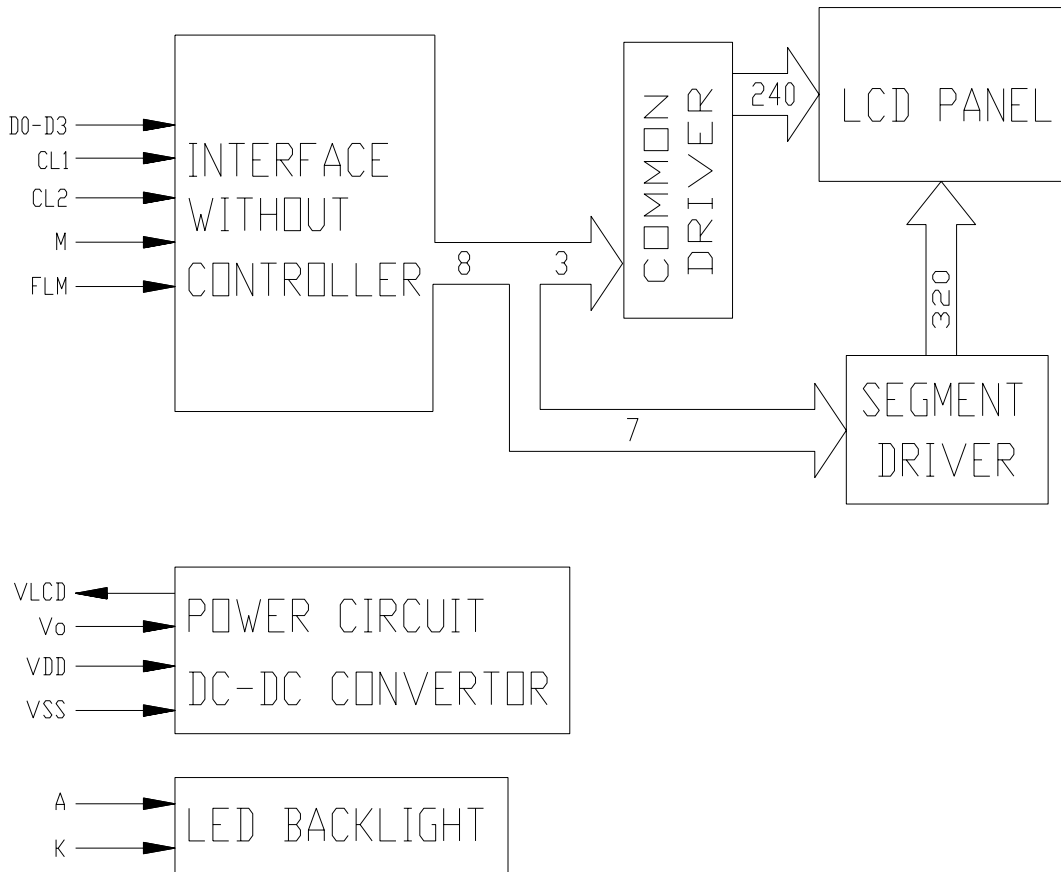 D0-D3
CL1
CL2
M
FLM
INTERFACE
WITHOUT
CONTROLLER
8
3
COMMON
DRIVER
240
LCD PANEL
320
7
SEGMENT
DRIVER
VLCD
Vo
VDD
VSS
POWER CIRCUIT
DC-DC CONVERTOR
A
K
LED BACKLIGHT